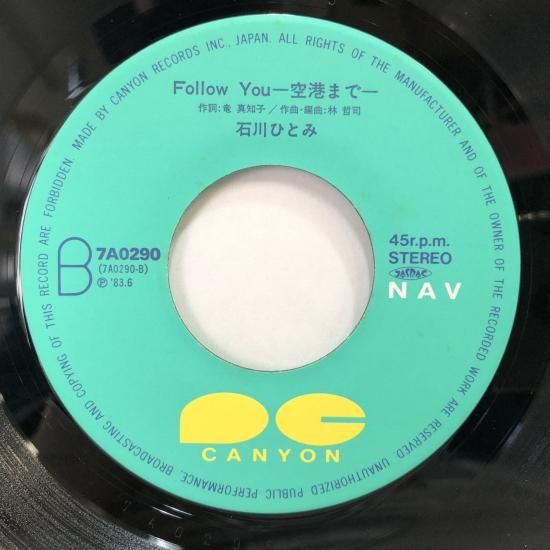 MADE BY CANYON RECORDS INC., JAPAN. ALL RIGHTS OF THE MANUFACTURER AND OF THE OWNER OF THE RECORDED WORK ARE RESERVED. UNAUTHORIZED PUBLIC PERFORMANCE, BROADCASTING AND COPYING OF THIS RECORD ARE FORBIDDEN.
Follow You—空港まで—
作詞:竜 真知子/作曲・編曲:林 哲司
石川ひとみ
B
7A0290
(7A0290-B)
Ⓟ '83.6
45r.p.m.
STEREO
JASRAC
NAV
CANYON